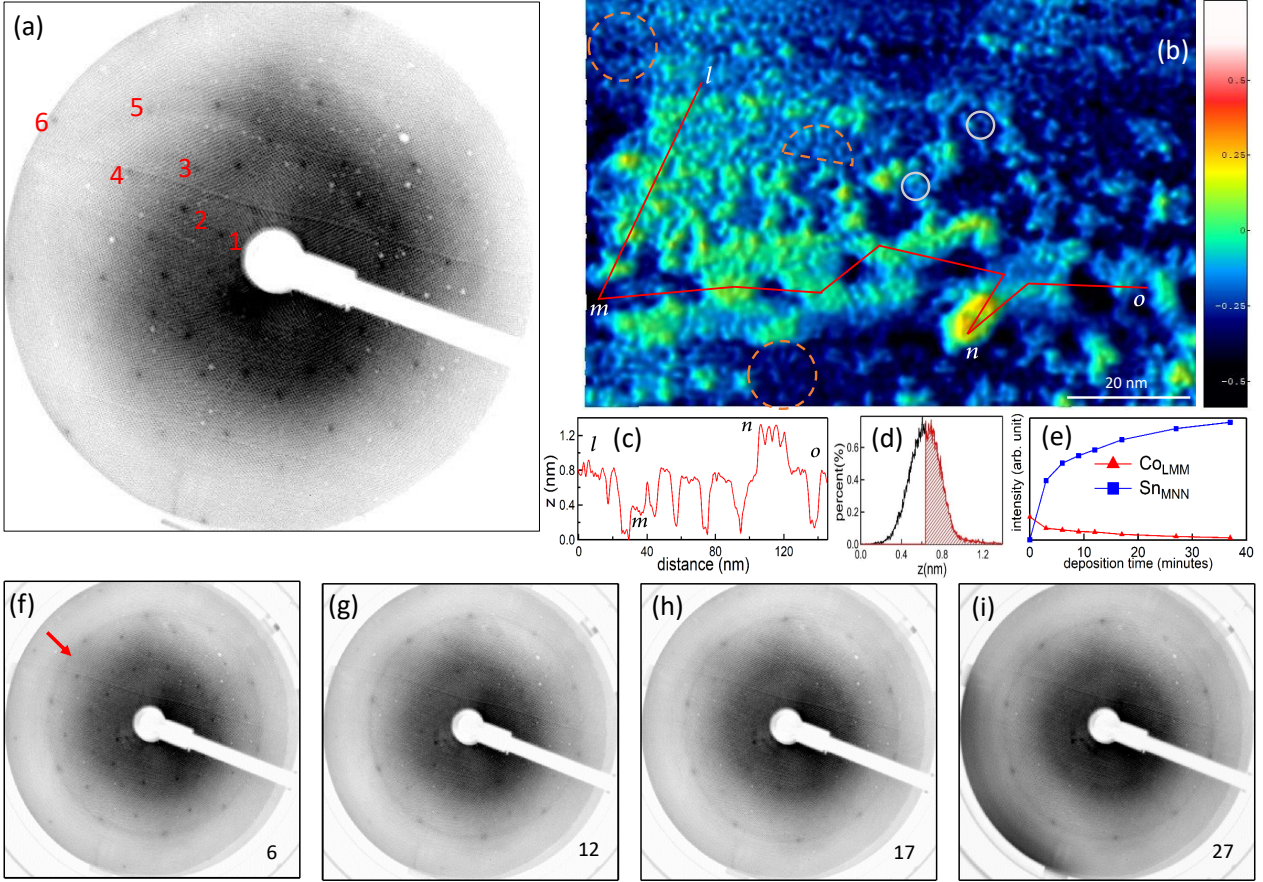 (a)
6
5
4
3
2
1
(b)
l
m
n
o
20 nm
0.5
0.25
0
-0.25
-0.5
(c)
z (nm)
1.2
0.8
0.4
0.0
l
m
n
o
0
40
80
120
distance (nm)
(d)
percent(%)
0.6
0.4
0.2
0.0
0.0
0.4
0.8
1.2
z(nm)
(e)
intensity (arb. unit)
Co_LMM
Sn_MNN
0
10
20
30
40
deposition time (minutes)
(f)
6
(g)
12
(h)
17
(i)
27